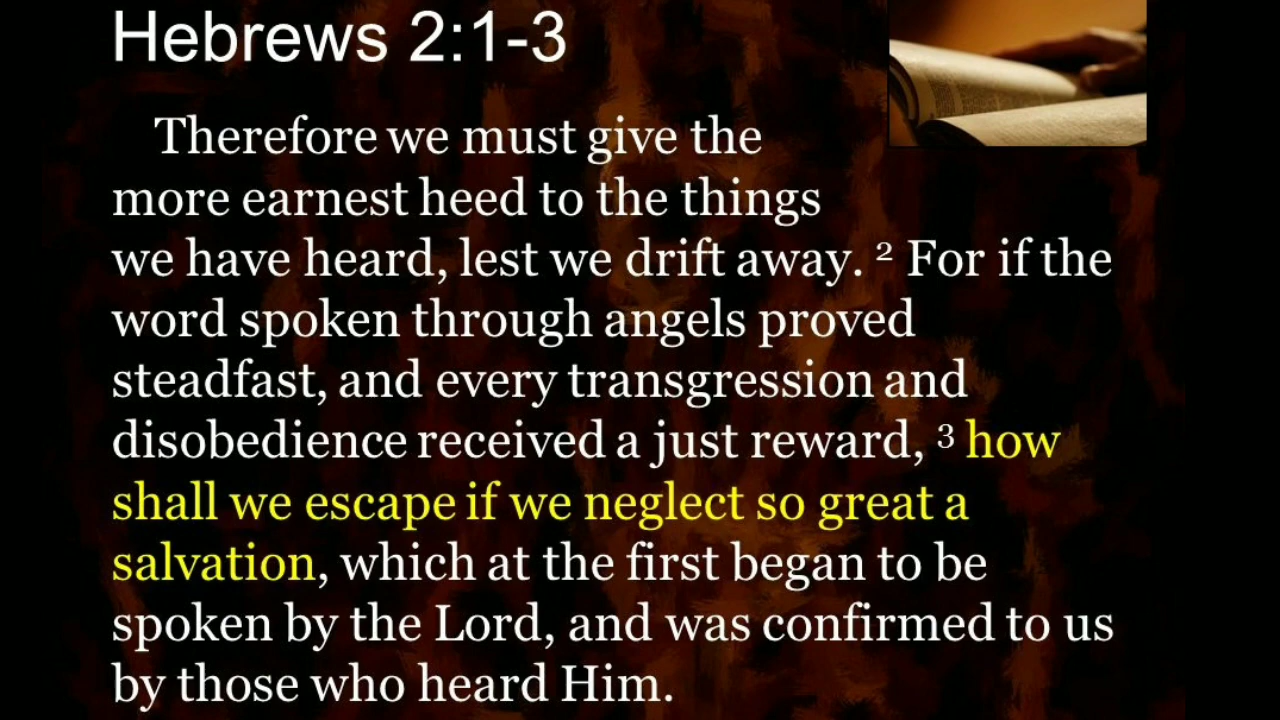 Hebrews 2:1-3
Therefore we must give the
more earnest heed to the things
we have heard, lest we drift away. ² For if the
word spoken through angels proved
steadfast, and every transgression and
disobedience received a just reward, ³ how
shall we escape if we neglect so great a
salvation, which at the first began to be
spoken by the Lord, and was confirmed to us
by those who heard Him.